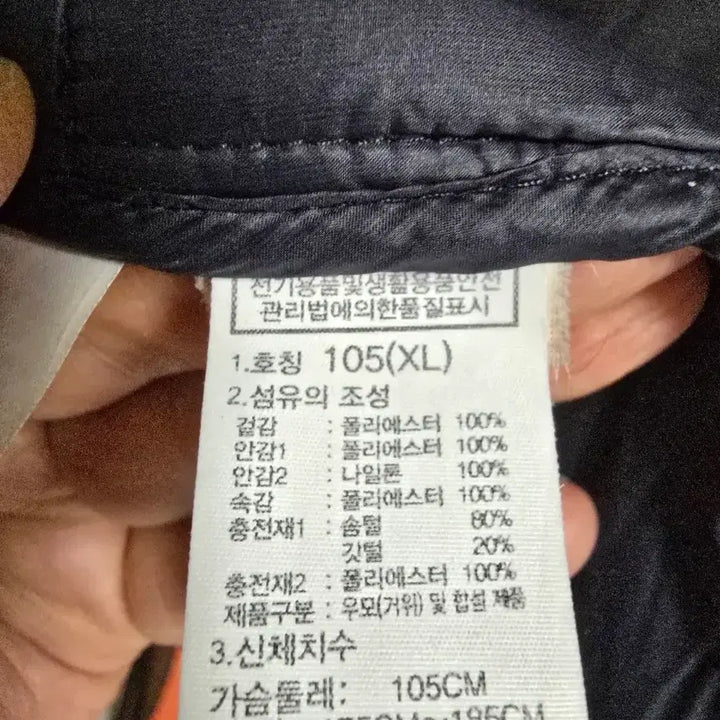 전기용품및생활용품안전
관리법에의한품질표시
1.호칭 105(XL)
2.섬유의 조성
겉감 : 폴리에스터 100%
안감1 : 폴리에스터 100%
안감2 : 나일론 100%
속감 : 폴리에스터 100%
충전재1 : 솜털 80%
깃털 20%
충전재2 : 폴리에스터 100%
제품구분 : 우모(거위) 및 합섬 제품
3.신체치수
가슴둘레: 105CM